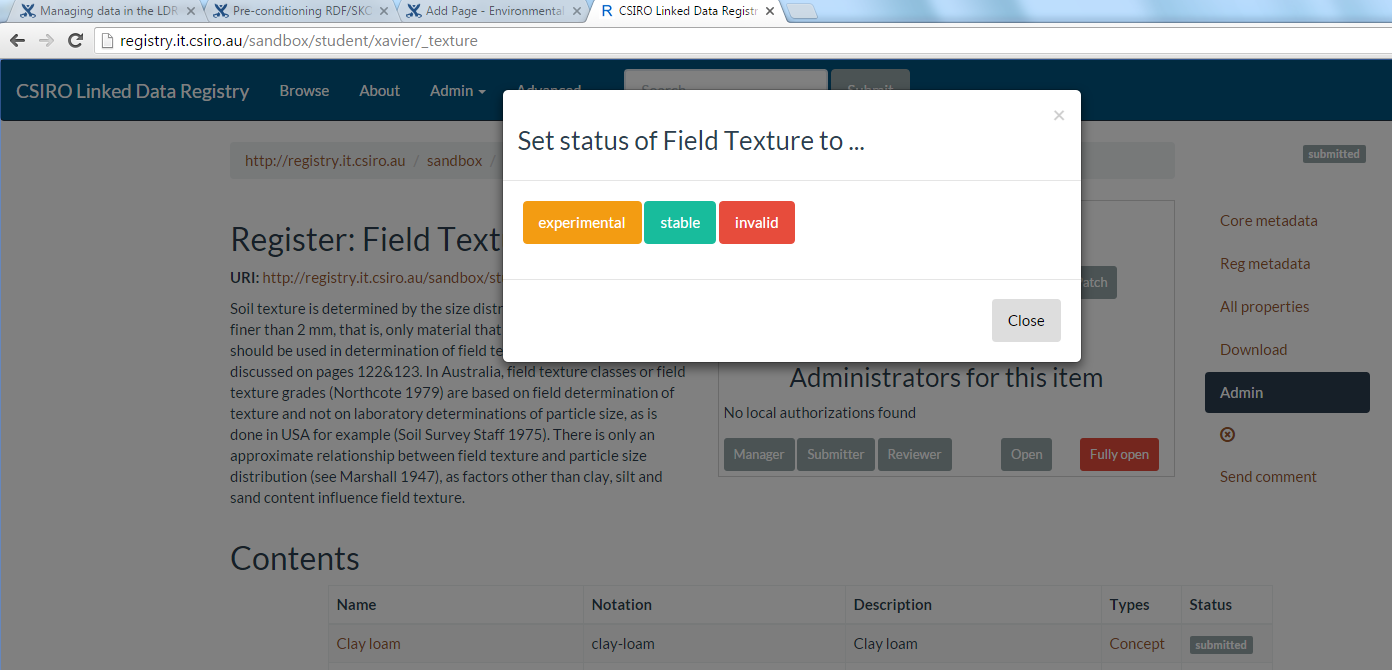 Managing data in the LDR
Pre-conditioning RDF/SKO
Add Page - Environmental
CSIRO Linked Data Registr
registry.it.csiro.au/sandbox/student/xavier/_texture
CSIRO Linked Data Registry
Browse
About
Admin
Advanced
Search
Submit
http://registry.it.csiro.au / sandbox /
submitted
Set status of Field Texture to ...
experimental
stable
invalid
Close
Register: Field Text
URI: http://registry.it.csiro.au/sandbox/st
Soil texture is determined by the size distr
finer than 2 mm, that is, only material that
should be used in determination of field te
discussed on pages 122&123. In Australia, field texture classes or field
texture grades (Northcote 1979) are based on field determination of
texture and not on laboratory determinations of particle size, as is
done in USA for example (Soil Survey Staff 1975). There is only an
approximate relationship between field texture and particle size
distribution (see Marshall 1947), as factors other than clay, silt and
sand content influence field texture.
atch
Administrators for this item
No local authorizations found
Manager
Submitter
Reviewer
Open
Fully open
Core metadata
Reg metadata
All properties
Download
Admin
Send comment
Contents
Name Notation Description Types Status
Clay loam clay-loam Clay loam Concept submitted